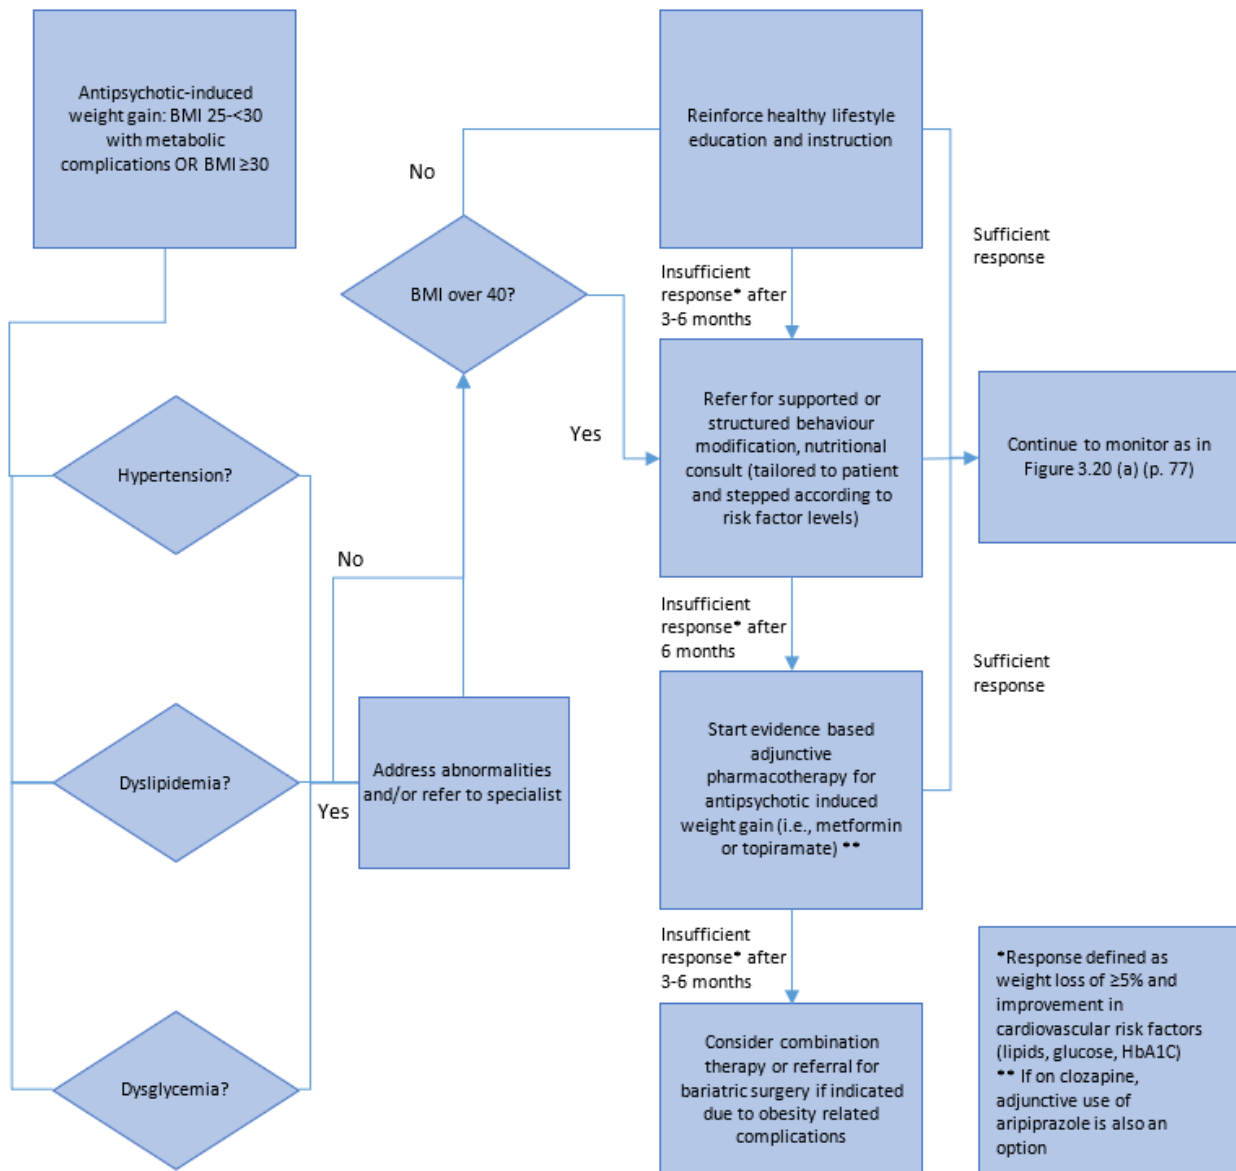 Antipsychotic-induced
weight gain: BMI 25-<30
with metabolic
complications OR BMI ≥30
Hypertension?
Dyslipidemia?
Dysglycemia?
No
Yes
Address abnormalities
and/or refer to specialist
BMI over 40?
No
Yes
Reinforce healthy lifestyle
education and instruction
Insufficient
response* after
3-6 months
Sufficient
response
Refer for supported or
structured behaviour
modification, nutritional
consult (tailored to patient
and stepped according to
risk factor levels)
Continue to monitor as in
Figure 3.20 (a) (p. 77)
Insufficient
response* after
6 months
Sufficient
response
Start evidence based
adjunctive
pharmacotherapy for
antipsychotic induced
weight gain (i.e., metformin
or topiramate) **
Insufficient
response* after
3-6 months
Consider combination
therapy or referral for
bariatric surgery if indicated
due to obesity related
complications
*Response defined as
weight loss of ≥5% and
improvement in
cardiovascular risk factors
(lipids, glucose, HbA1C)
** If on clozapine,
adjunctive use of
aripiprazole is also an
option